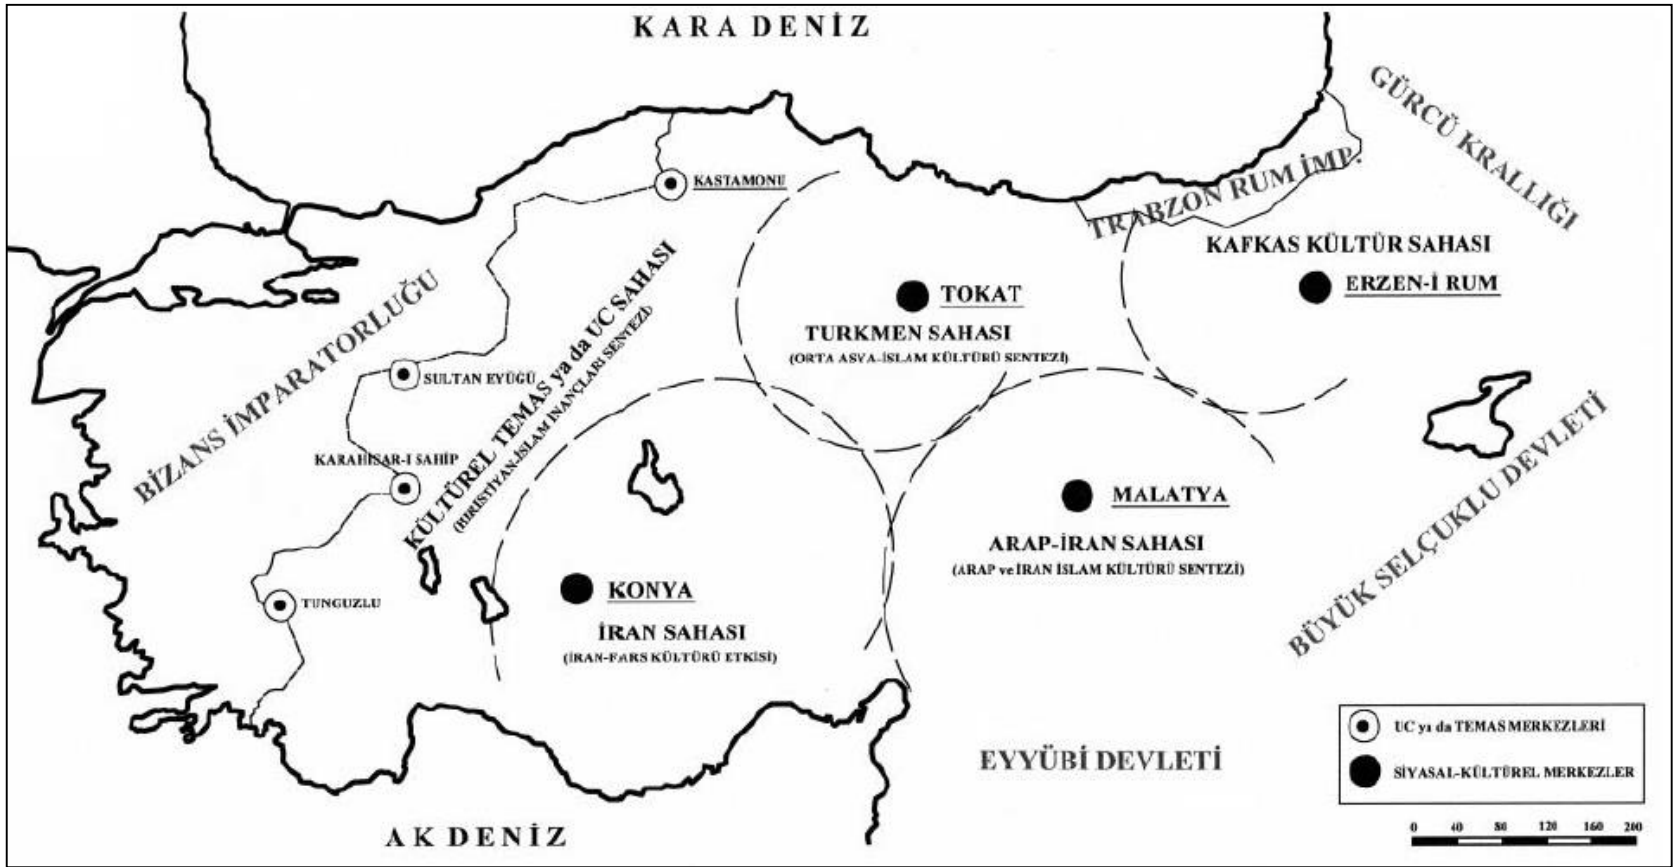 KARA DENİZ
GÜRCÜ KRALLIĞI
TRABZON RUM İMP.
KASTAMONU
KAFKAS KÜLTÜR SAHASI
ERZEN-İ RUM
TOKAT
TURKMEN SAHASI
(ORTA ASYA-İSLAM KÜLTÜRÜ SENTEZİ)
BİZANS İMPARATORLUĞU
KÜLTÜREL TEMAS ya da UC SAHASI
(HIRISTİYAN-İSLAM İNANÇLARI SENTEZİ)
SULTAN EYÜĞÜ
KARAHISAR-I SAHİP
TUNGUZLU
KONYA
İRAN SAHASI
(İRAN-FARS KÜLTÜRÜ ETKİSİ)
MALATYA
ARAP-İRAN SAHASI
(ARAP ve İRAN İSLAM KÜLTÜRÜ SENTEZİ)
BÜYÜK SELÇUKLU DEVLETİ
EYYÜBİ DEVLETİ
AK DENİZ
UC ya da TEMAS MERKEZLERİ
SİYASAL-KÜLTÜREL MERKEZLER
0 40 80 120 160 200